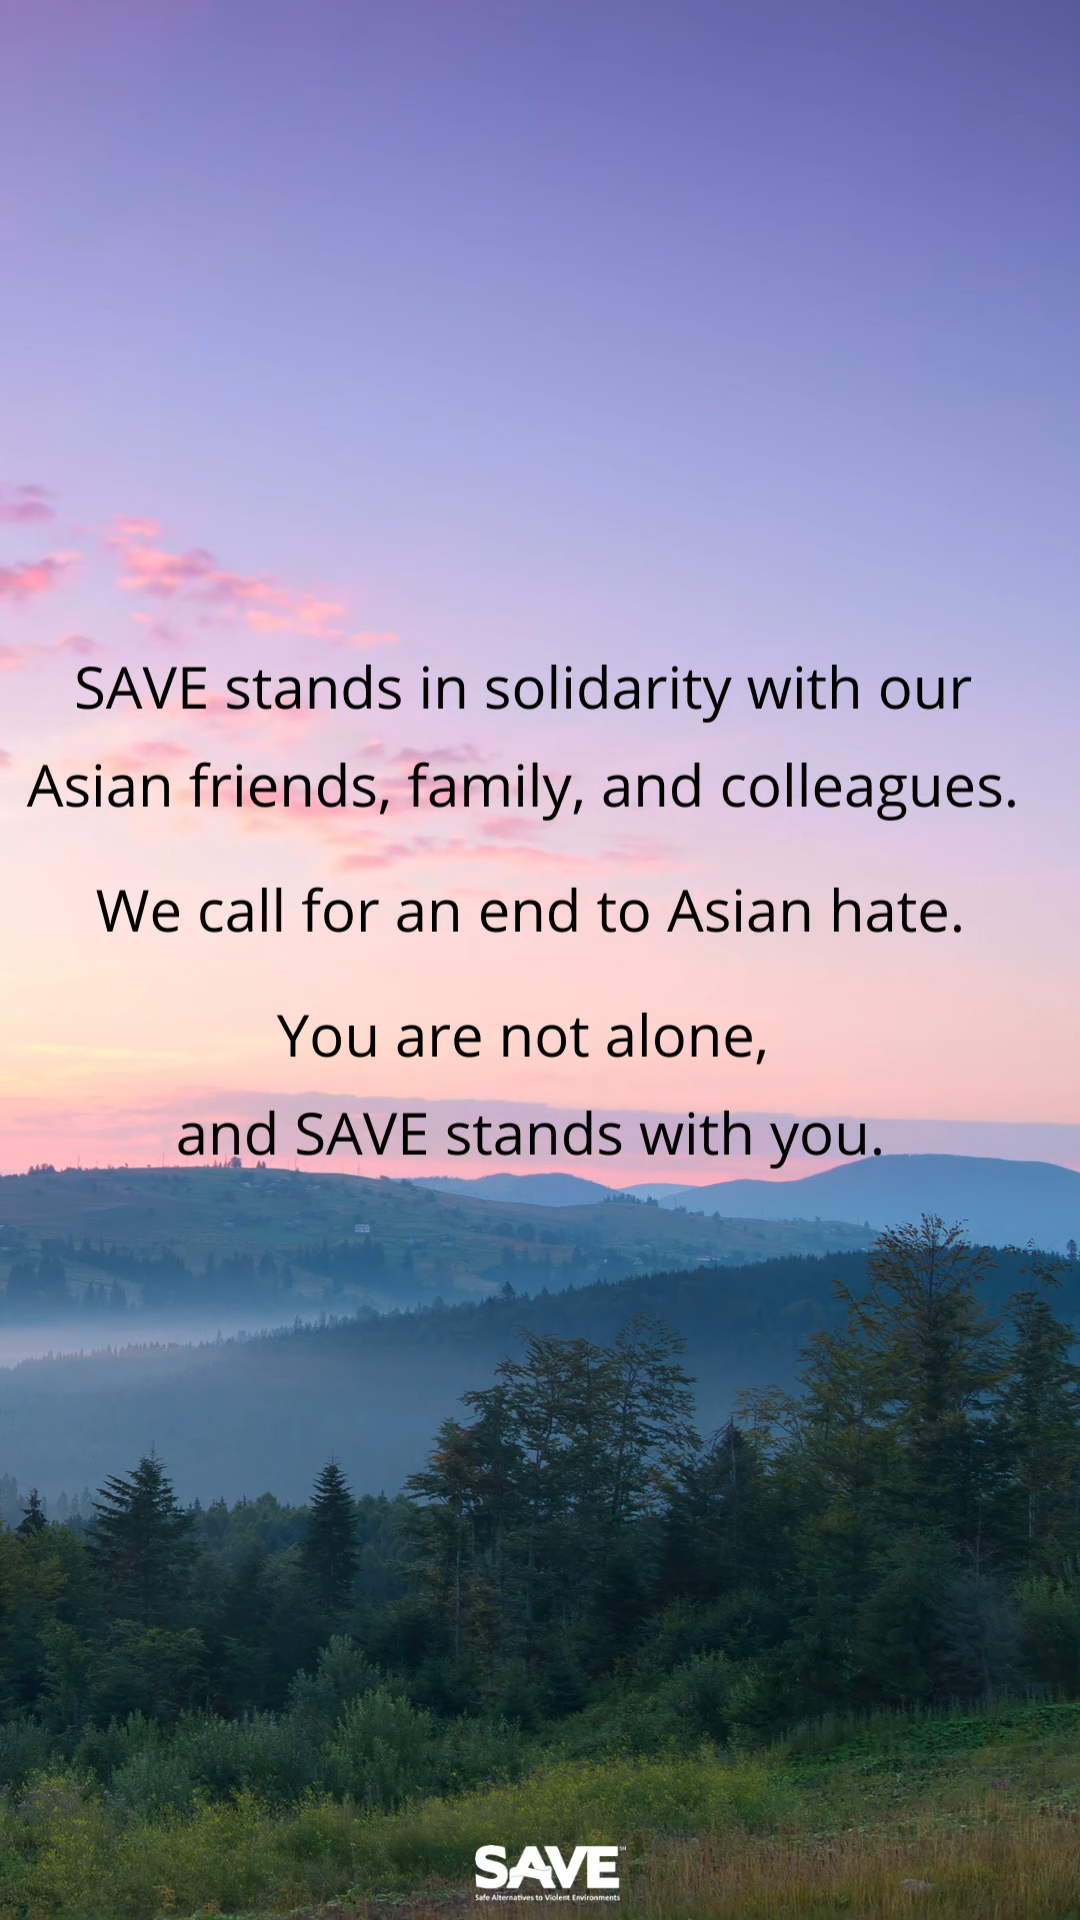 SAVE stands in solidarity with our
Asian friends, family, and colleagues.
We call for an end to Asian hate.
You are not alone,
and SAVE stands with you.
SAVE℠
Safe Alternatives to Violent Environments